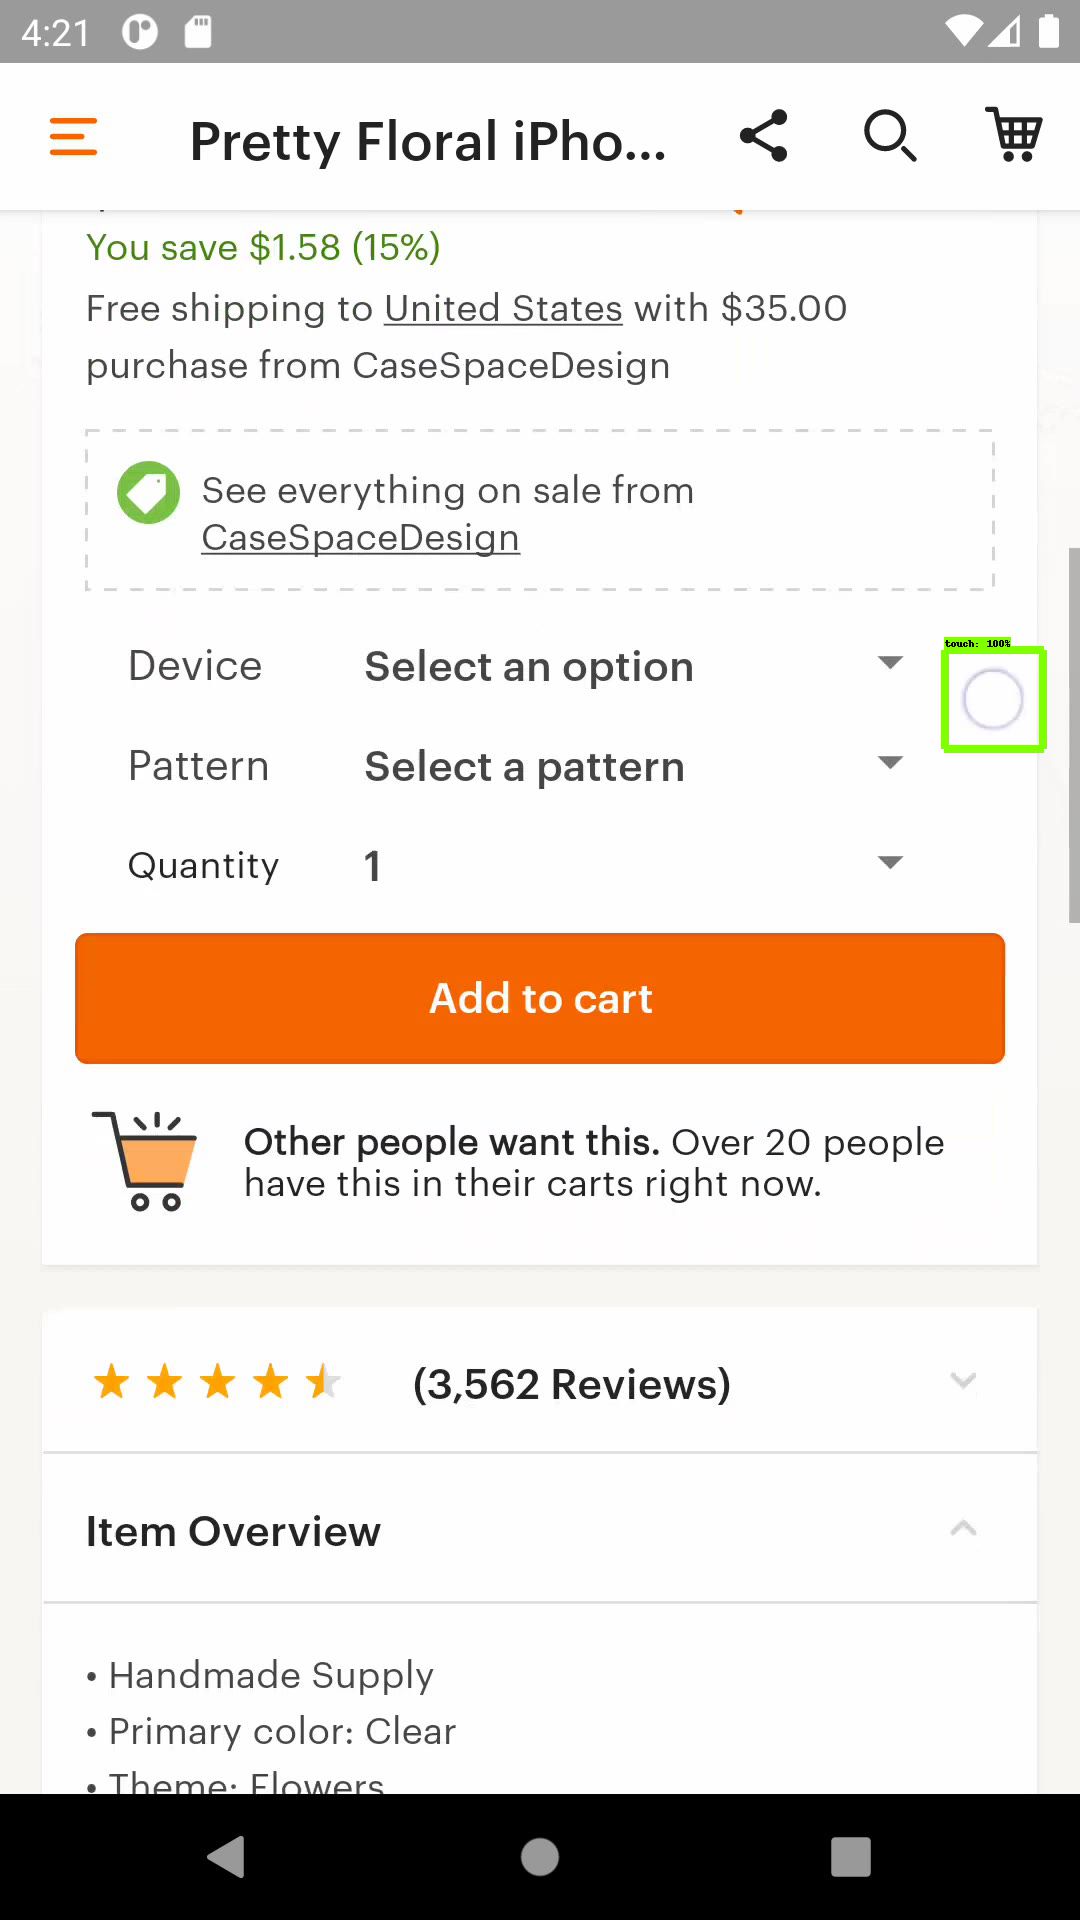 4:21
Pretty Floral iPho...
You save $1.58 (15%)
Free shipping to United States with $35.00
purchase from CaseSpaceDesign
See everything on sale from
CaseSpaceDesign
touch: 100%
Device Select an option
Pattern Select a pattern
Quantity 1
Add to cart
Other people want this. Over 20 people
have this in their carts right now.
(3,562 Reviews)
Item Overview
• Handmade Supply
• Primary color: Clear
• Theme: Flowers